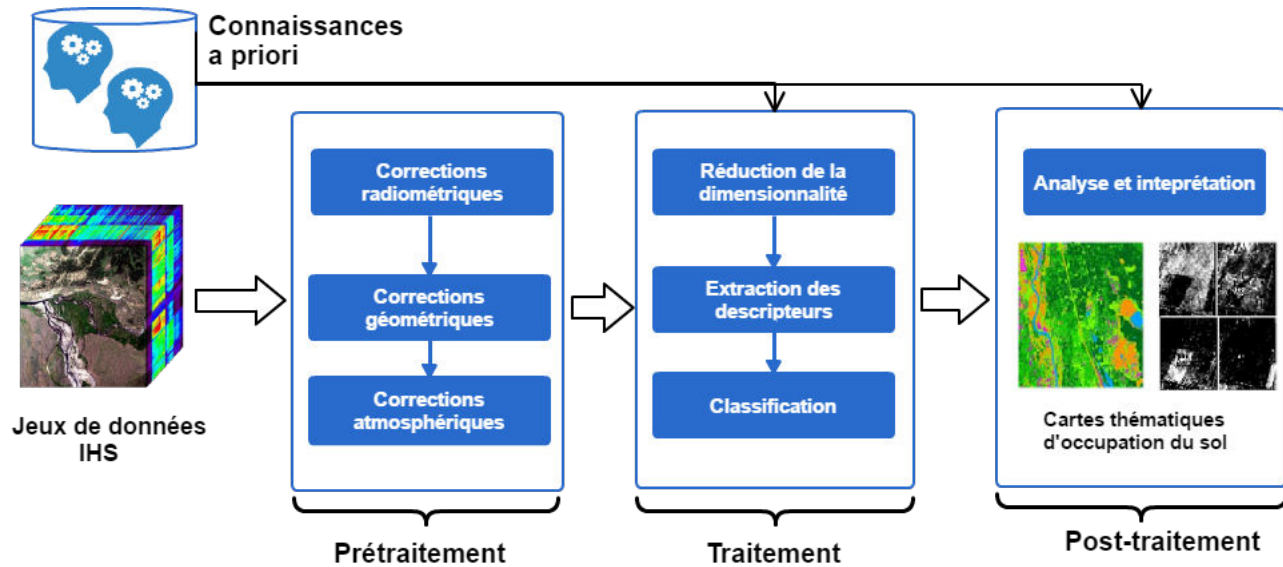 Connaissances
a priori
Corrections
radiométriques
Corrections
géométriques
Corrections
atmosphériques
Réduction de la
dimensionnalité
Extraction des
descripteurs
Classification
Analyse et inteprétation
Cartes thématiques
d'occupation du sol
Jeux de données
IHS
Prétraitement
Traitement
Post-traitement